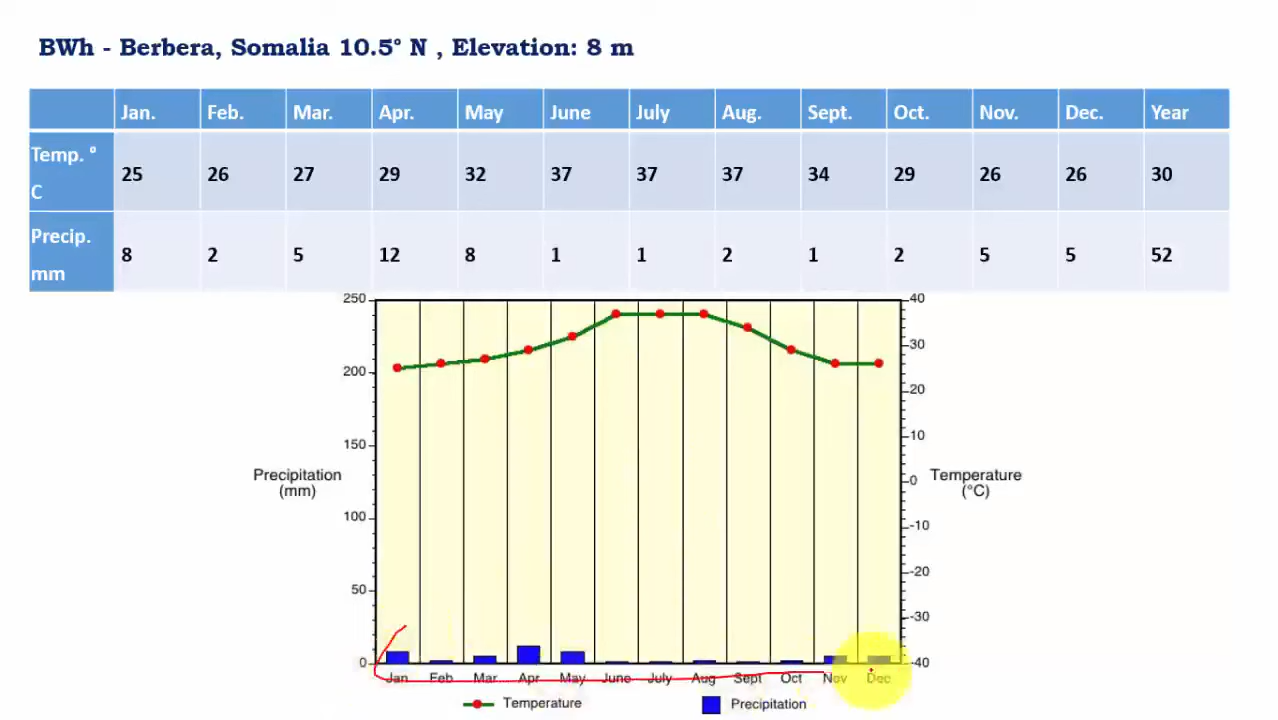 BWh - Berbera, Somalia 10.5° N , Elevation: 8 m
Jan. Feb. Mar. Apr. May June July Aug. Sept. Oct. Nov. Dec. Year
Temp. º C 25 26 27 29 32 37 37 37 34 29 26 26 30
Precip. mm 8 2 5 12 8 1 1 2 1 2 5 5 52
250 40
30
200
20
150
10
Precipitation (mm) 0 Temperature (°C)
100
-10
-20
50
-30
0 -40
Jan Feb Mar Apr May June July Aug Sept Oct Nov Dec
Temperature Precipitation